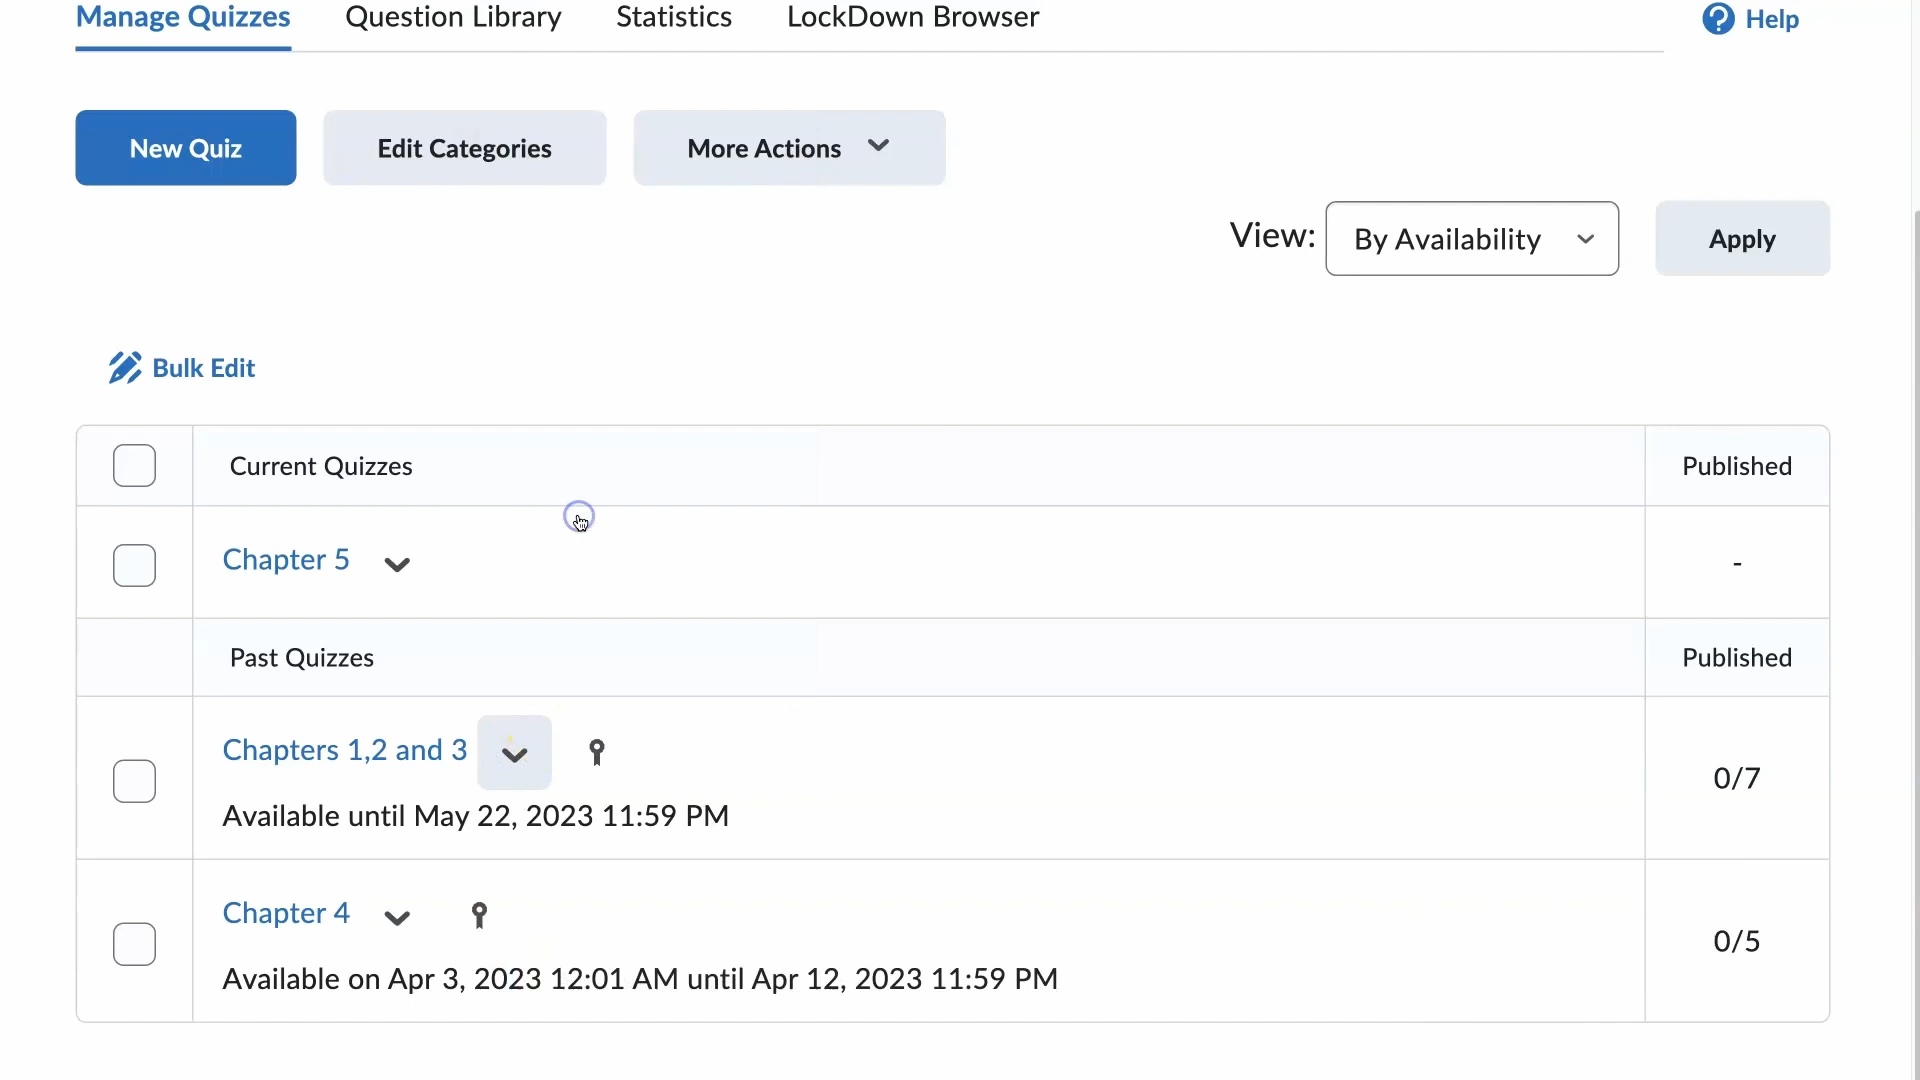 Manage Quizzes Question Library Statistics LockDown Browser Help
New Quiz Edit Categories More Actions
View: By Availability Apply
Bulk Edit
Current Quizzes Published
Chapter 5 -
Past Quizzes Published
Chapters 1,2 and 3
0/7
Available until May 22, 2023 11:59 PM
Chapter 4
0/5
Available on Apr 3, 2023 12:01 AM until Apr 12, 2023 11:59 PM